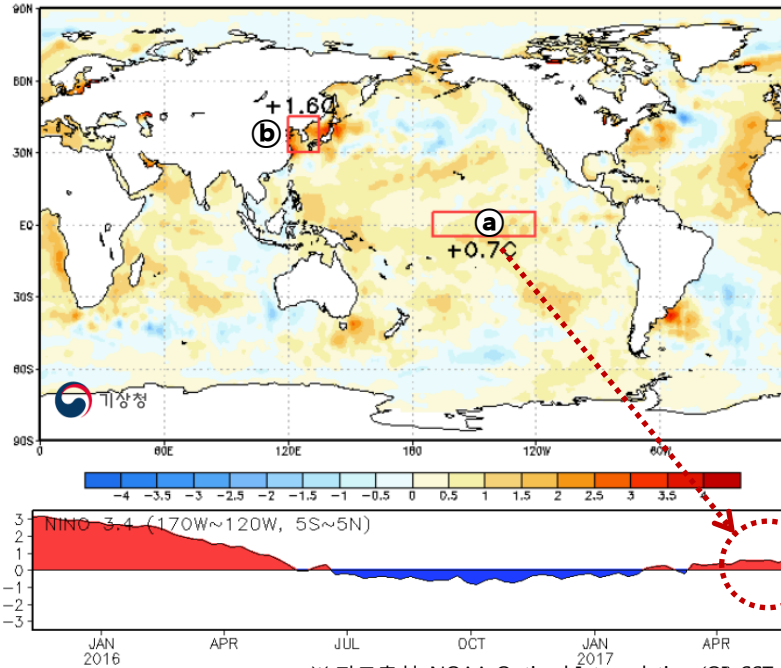 90N
60N
30N
EQ
30S
60S
90S
+1.6C
ⓑ
ⓐ
+0.7C
기상청
0 60E 120E 180 120W 60W
-4 -3.5 -3 -2.5 -2 -1.5 -1 -0.5 0 0.5 1 1.5 2 2.5 3 3.5 4
NINO 3.4 (170W~120W, 5S~5N)
3
2
1
0
-1
-2
-3
JAN APR JUL OCT JAN APR
2016 2017